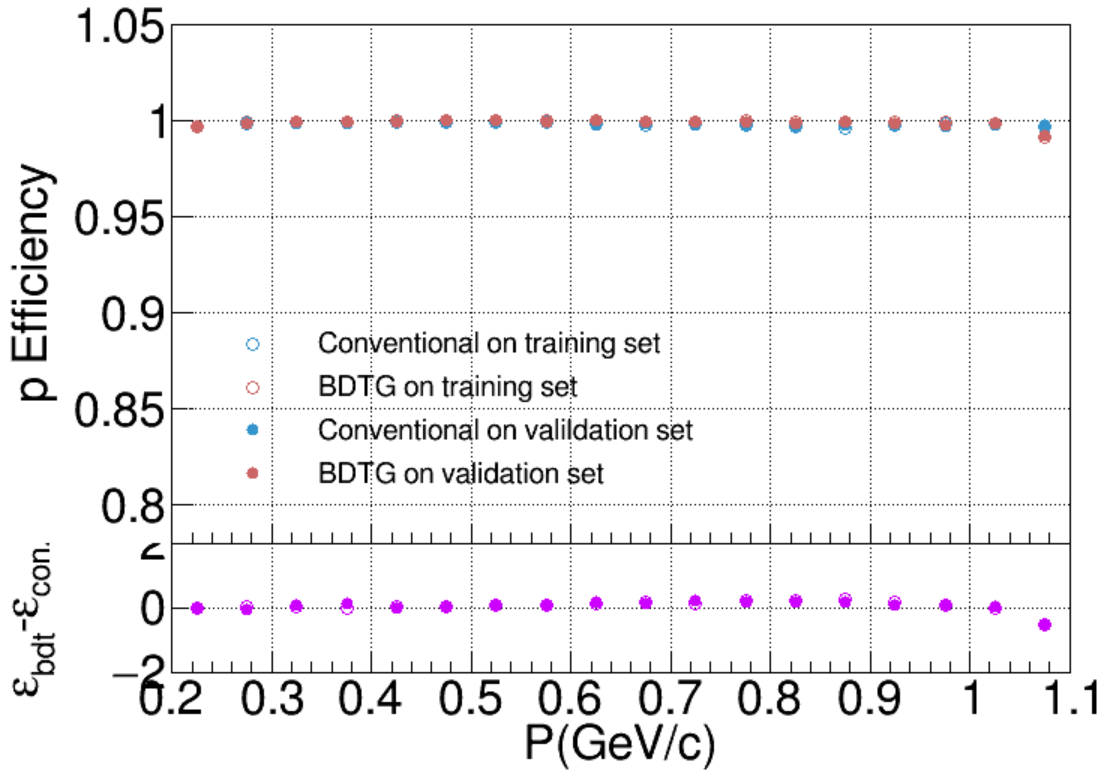 1.05
1
0.95
0.9
0.85
0.8
p Efficiency
Conventional on training set
BDTG on training set
Conventional on valildation set
BDTG on validation set
2
0
−2
εbdt-εcon.
0.2 0.3 0.4 0.5 0.6 0.7 0.8 0.9 1 1.1
P(GeV/c)